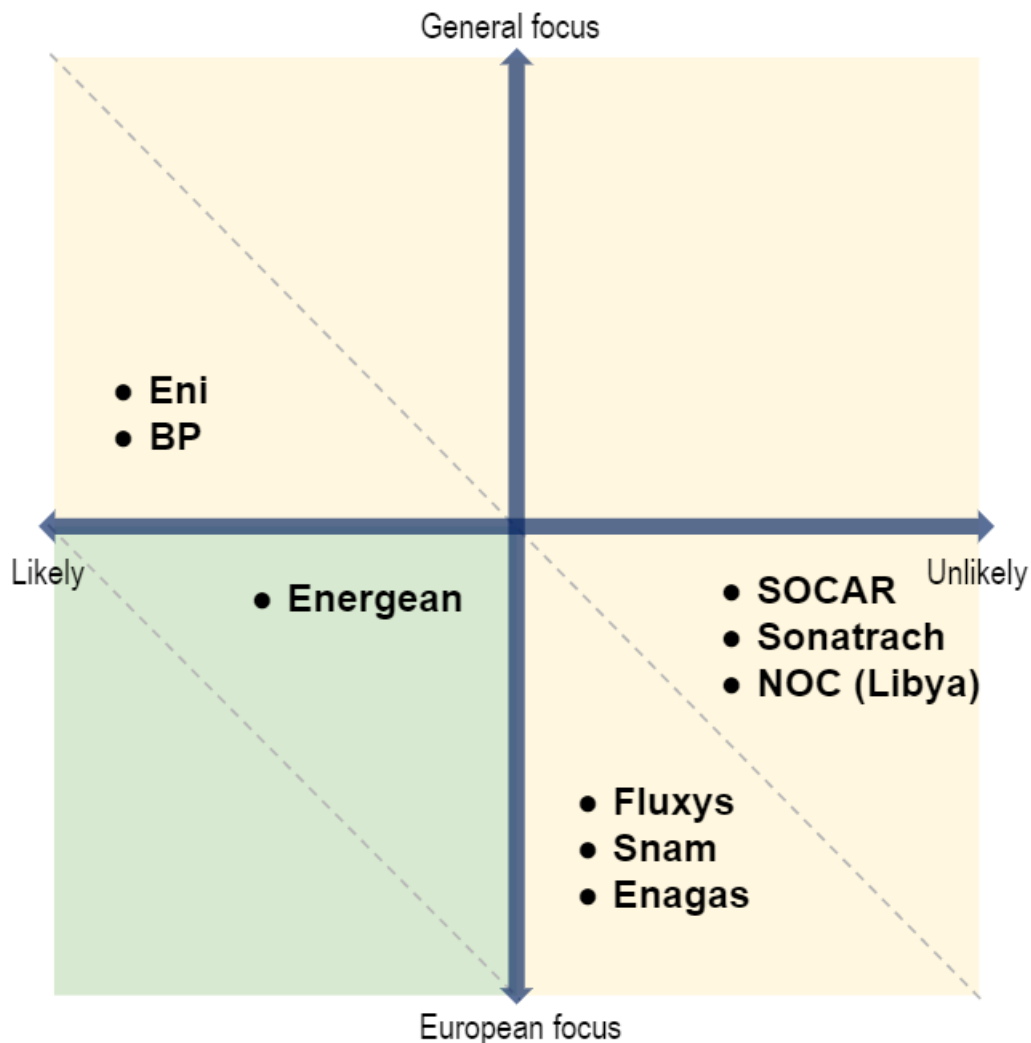 General focus
● Eni
● BP
Likely
Unlikely
● Energean
● SOCAR
● Sonatrach
● NOC (Libya)
● Fluxys
● Snam
● Enagas
European focus